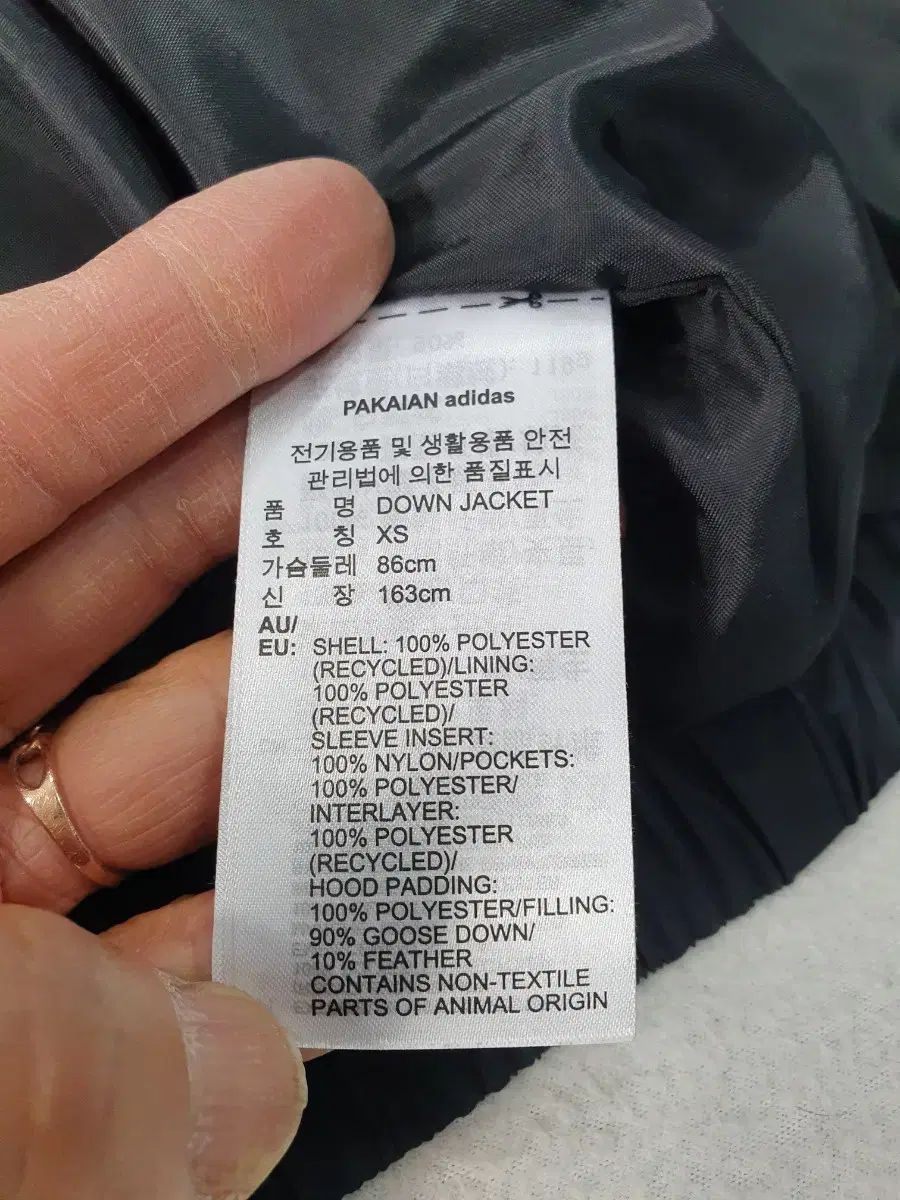 PAKAIAN adidas
전기용품 및 생활용품 안전
관리법에 의한 품질표시
품 명 DOWN JACKET
호 칭 XS
가슴둘레 86cm
신 장 163cm
AU/
EU: SHELL: 100% POLYESTER
(RECYCLED)/LINING:
100% POLYESTER
(RECYCLED)/
SLEEVE INSERT:
100% NYLON/POCKETS:
100% POLYESTER/
INTERLAYER:
100% POLYESTER
(RECYCLED)/
HOOD PADDING:
100% POLYESTER/FILLING:
90% GOOSE DOWN/
10% FEATHER
CONTAINS NON-TEXTILE
PARTS OF ANIMAL ORIGIN